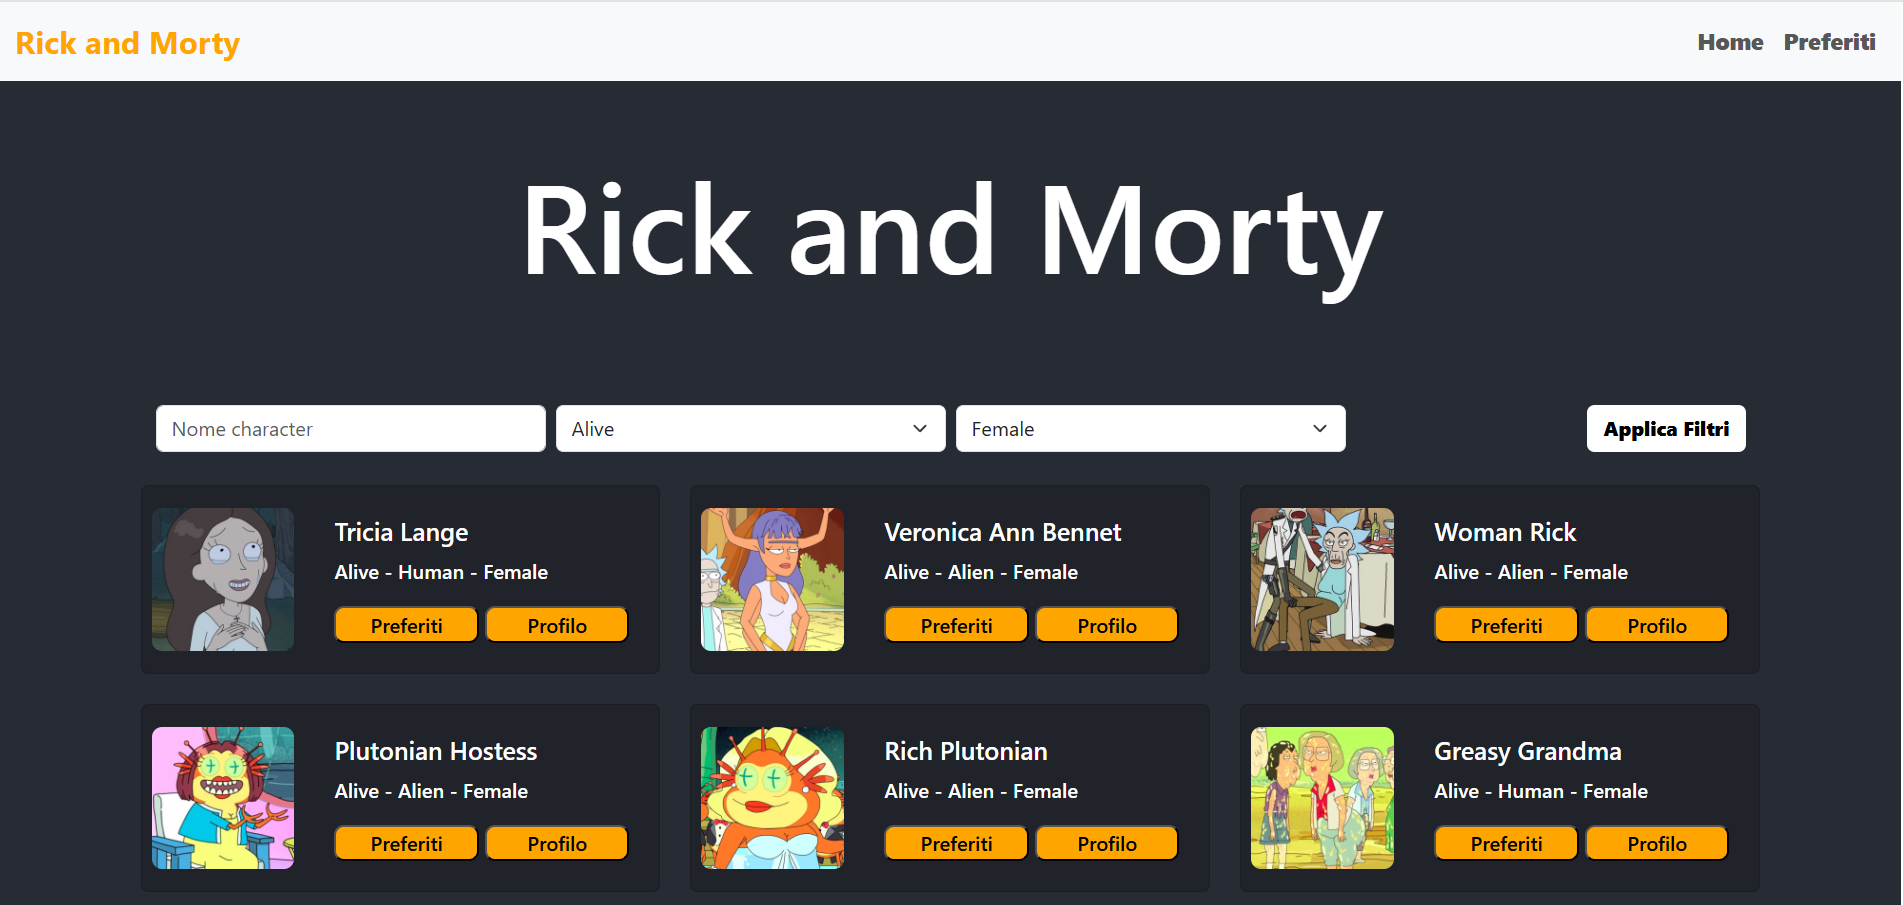 Rick and Morty
Home Preferiti
Rick and Morty
Nome character
Alive
Female
Applica Filtri
Tricia Lange
Alive - Human - Female
Preferiti Profilo
Veronica Ann Bennet
Alive - Alien - Female
Preferiti Profilo
Woman Rick
Alive - Alien - Female
Preferiti Profilo
Plutonian Hostess
Alive - Alien - Female
Preferiti Profilo
Rich Plutonian
Alive - Alien - Female
Preferiti Profilo
Greasy Grandma
Alive - Human - Female
Preferiti Profilo